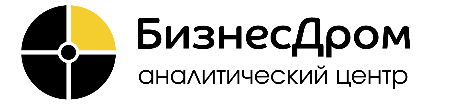 БизнесДром
аналитический центр